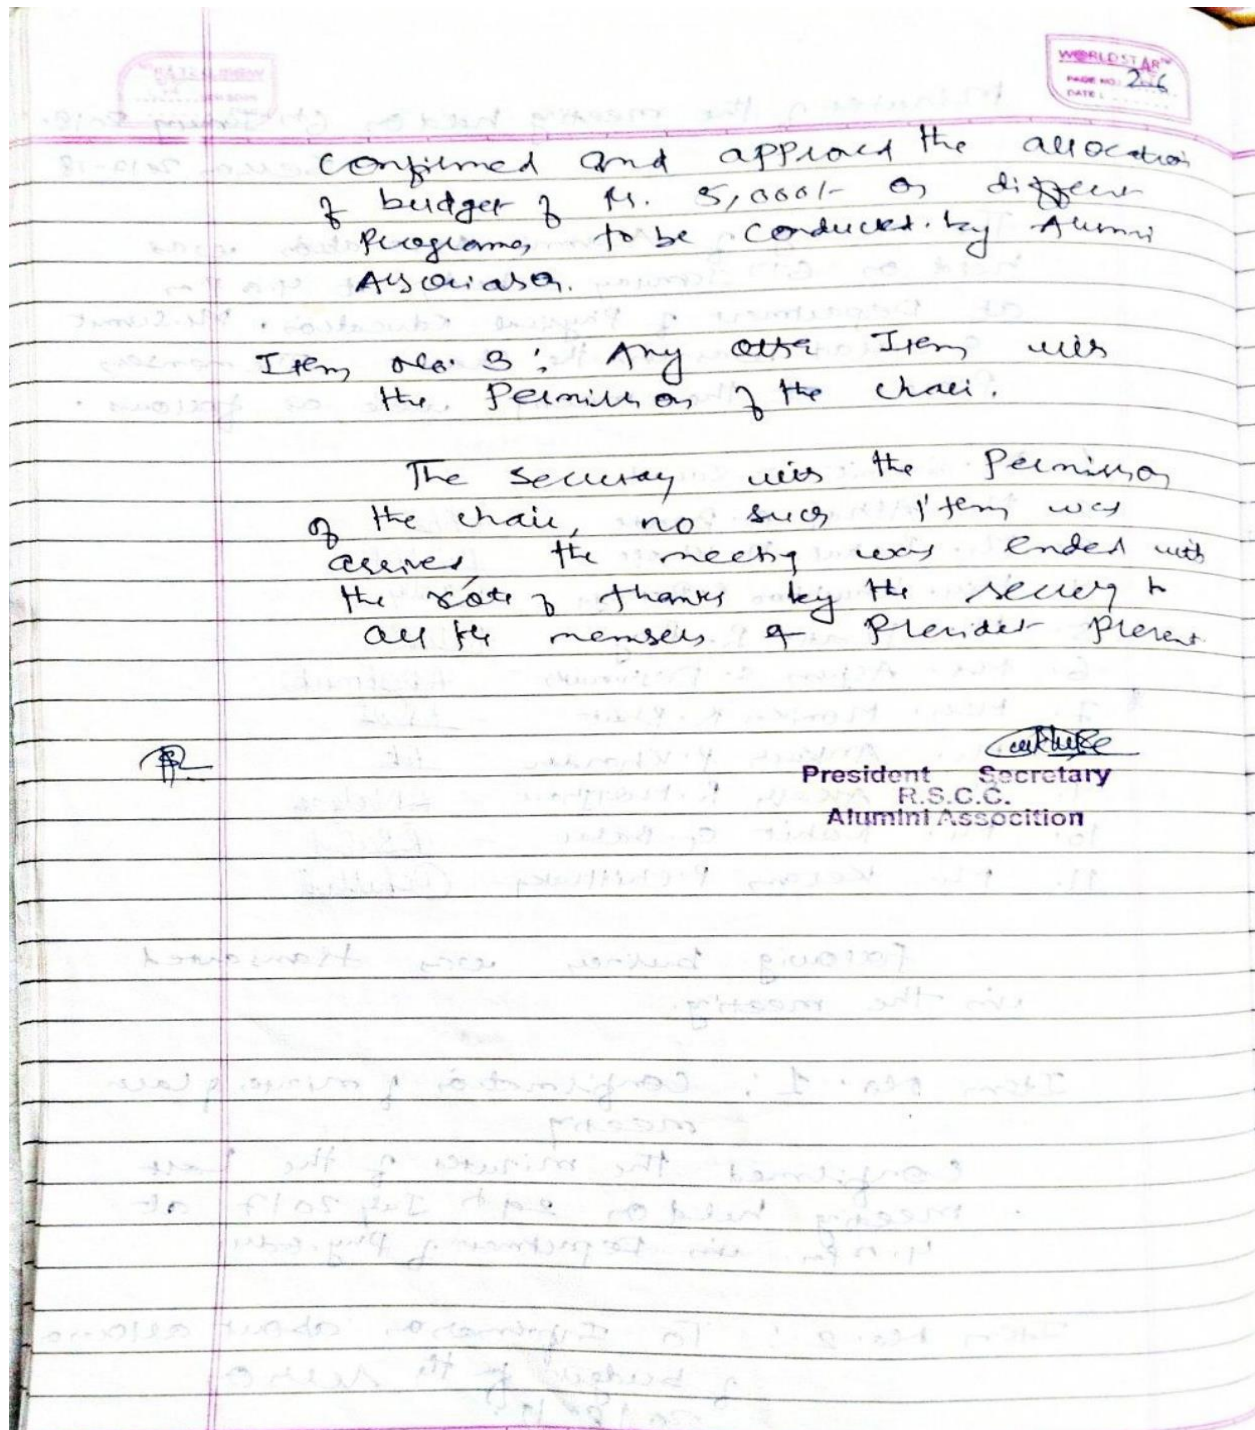 WORLDSTAR™
PAGE NO: 206
DATE:
Confirmed and approved the allocation
of budget of Rs. 5,000/- on different
Programs, to be conducted by Alumni
Association.
Item No. 3: Any other Item with
the Permission of the chair.
The Secretary with the Permission
of the chair, no such item was
arrived, the meeting was ended with
the vote of thanks by the secretary to
all the members & President Present
President Secretary
R.S.C.C.
Alumini Assocition